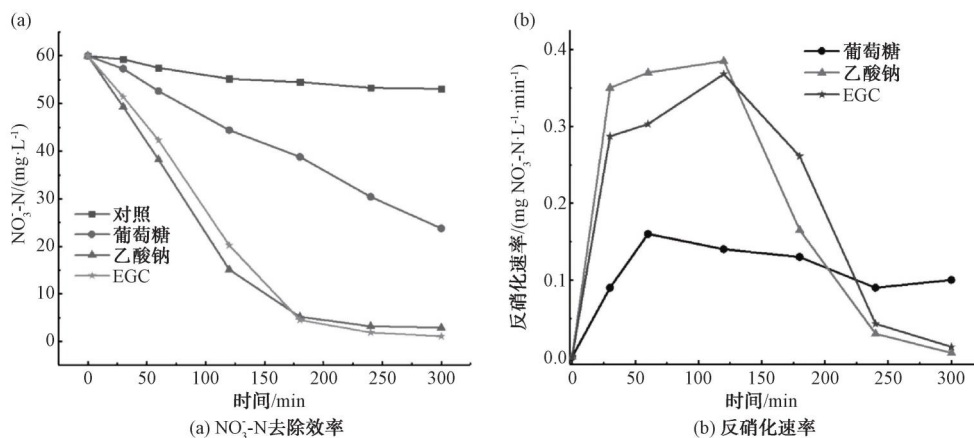 (a)
60
50
40
30
20
10
0
NO₃⁻-N/(mg·L⁻¹)
对照
葡萄糖
乙酸钠
EGC
0 50 100 150 200 250 300
时间/min
(a) NO₃⁻-N去除效率
(b)
0.4
0.3
0.2
0.1
0.0
反硝化速率/(mg NO₃⁻-N·L⁻¹·min⁻¹)
葡萄糖
乙酸钠
EGC
0 50 100 150 200 250 300
时间/min
(b) 反硝化速率